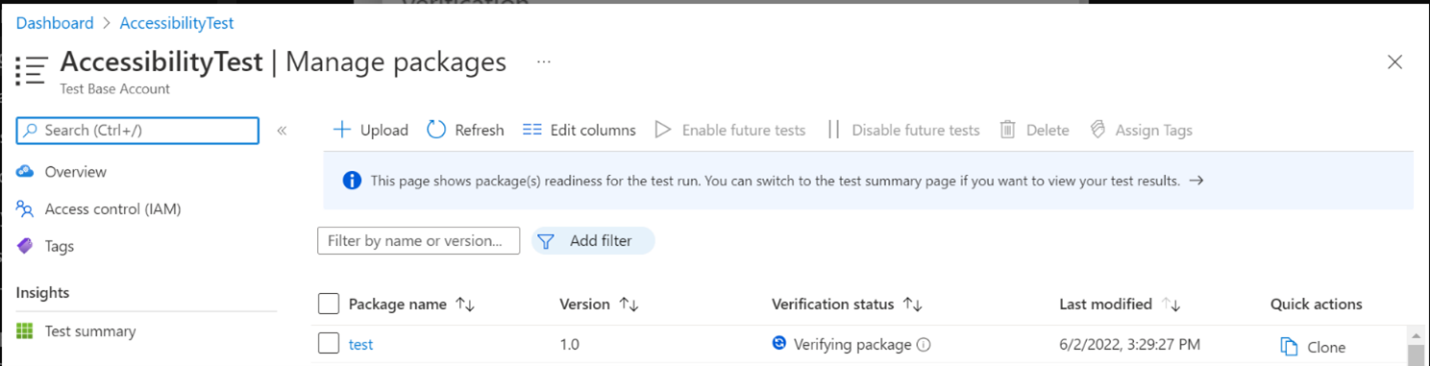 Verification
Dashboard > AccessibilityTest
AccessibilityTest | Manage packages ...
Test Base Account
Search (Ctrl+/) «
Upload Refresh Edit columns Enable future tests Disable future tests Delete Assign Tags
This page shows package(s) readiness for the test run. You can switch to the test summary page if you want to view your test results. →
Overview
Access control (IAM)
Tags
Filter by name or version... Add filter
Insights
Test summary
Package name ↑↓ Version ↑↓ Verification status ↑↓ Last modified ↑↓ Quick actions
test 1.0 Verifying package 6/2/2022, 3:29:27 PM Clone